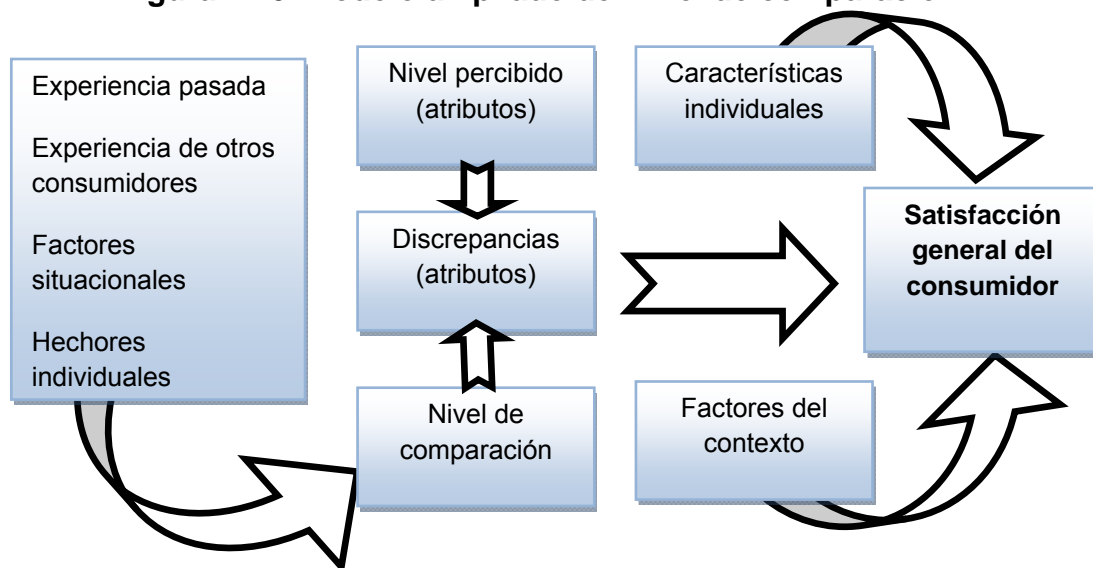 Experiencia pasada
Experiencia de otros
consumidores
Factores
situacionales
Hechores
individuales
Nivel percibido
(atributos)
Discrepancias
(atributos)
Nivel de
comparación
Características
individuales
Factores del
contexto
Satisfacción
general del
consumidor